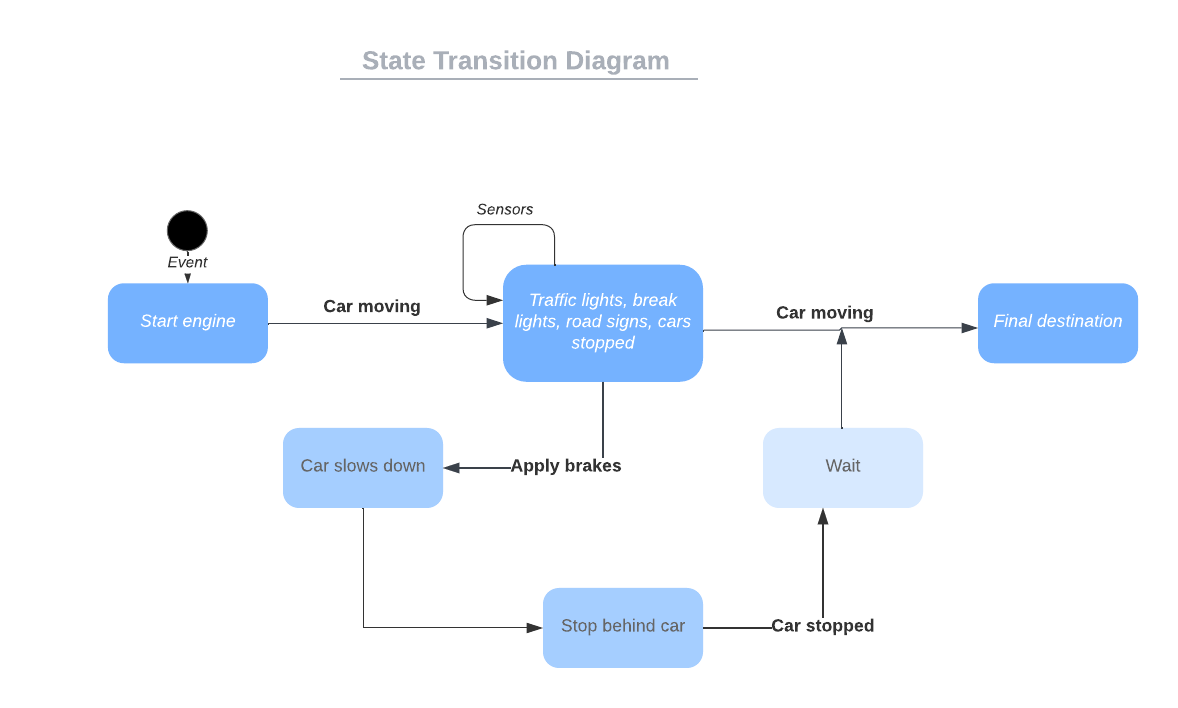 State Transition Diagram
Sensors
Event
Start engine
Car moving
Traffic lights, break
lights, road signs, cars
stopped
Car moving
Final destination
Car slows down
Apply brakes
Wait
Stop behind car
Car stopped